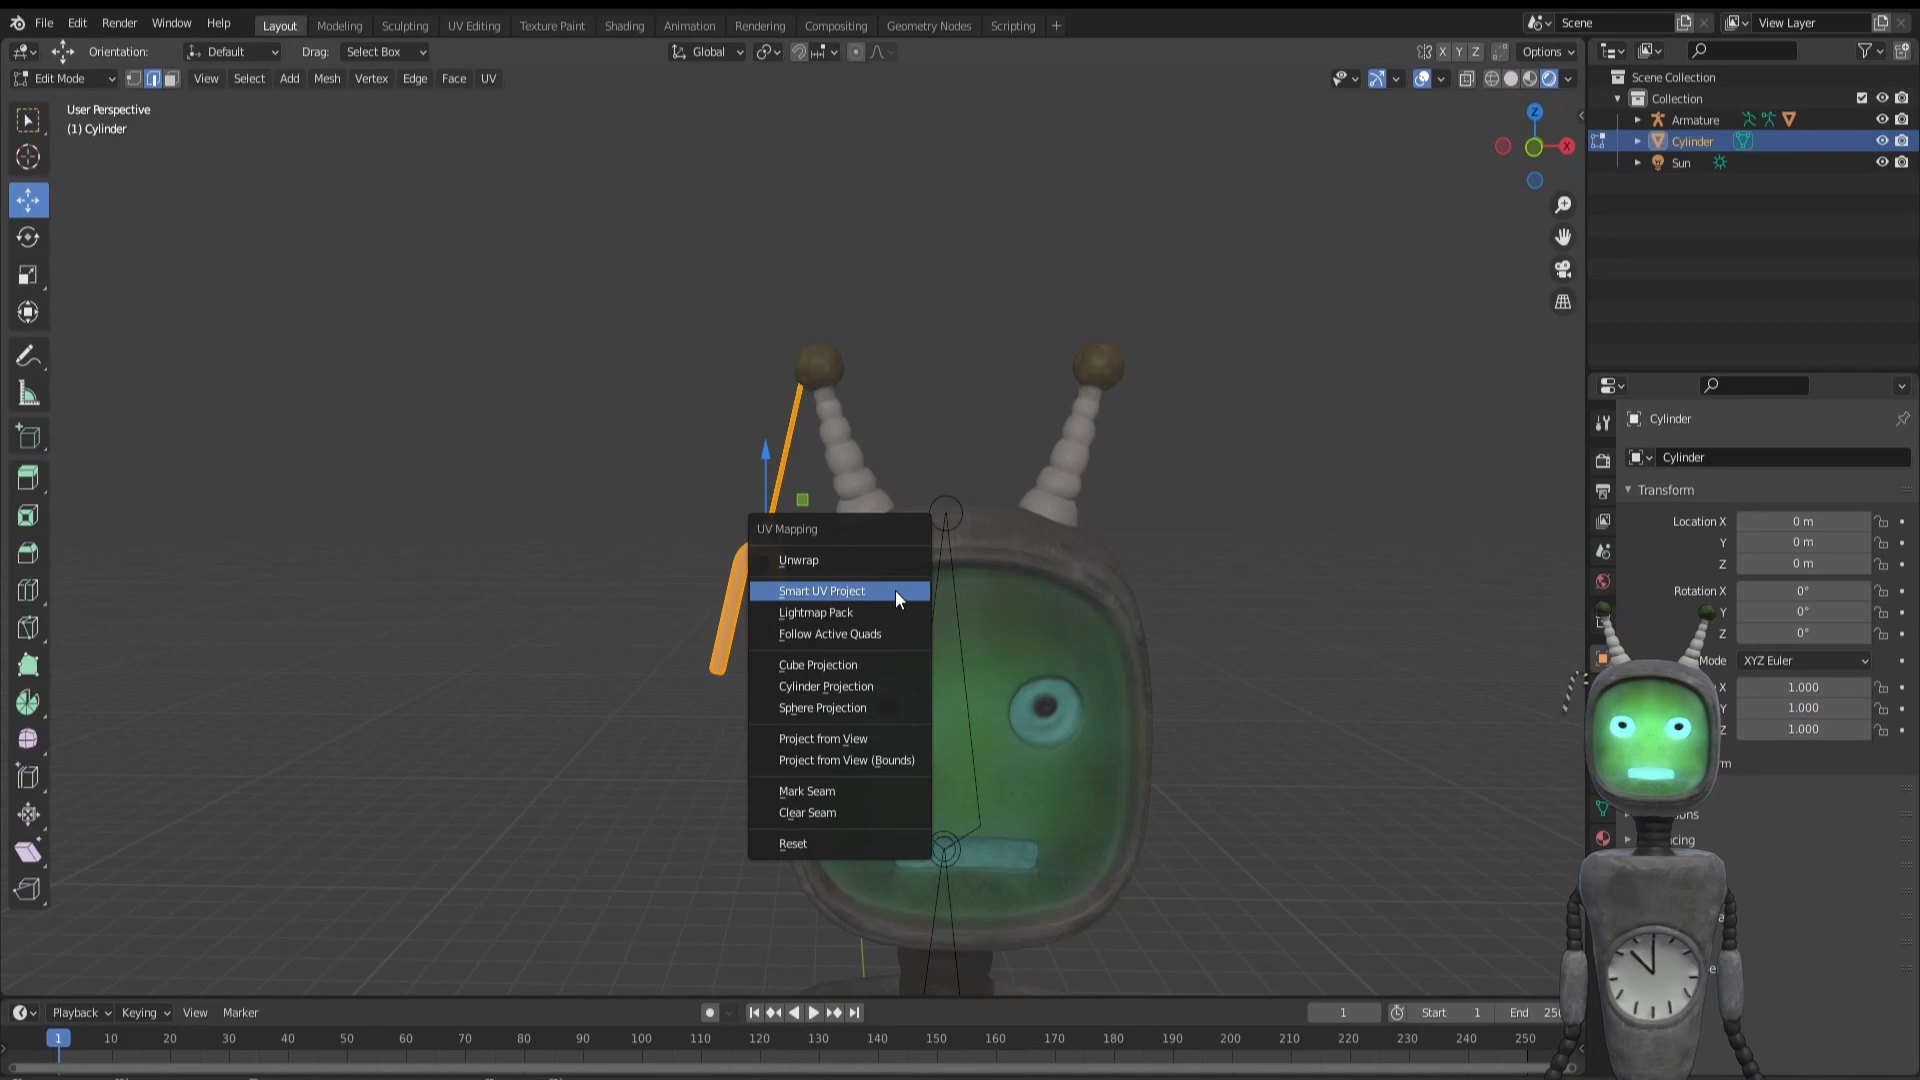 File Edit Render Window Help Layout Modeling Sculpting UV Editing Texture Paint Shading Animation Rendering Compositing Geometry Nodes Scripting + Scene View Layer
Orientation: Default Drag: Select Box Global X Y Z Options
Edit Mode View Select Add Mesh Vertex Edge Face UV
User Perspective
(1) Cylinder
Z
X
UV Mapping
Unwrap
Smart UV Project
Lightmap Pack
Follow Active Quads
Cube Projection
Cylinder Projection
Sphere Projection
Project from View
Project from View (Bounds)
Mark Seam
Clear Seam
Reset
Scene Collection
Collection
Armature
Cylinder
Sun
Cylinder
Cylinder
Transform
Location X 0 m
Y 0 m
Z 0 m
Rotation X 0°
Y 0°
Z 0°
Mode XYZ Euler
X 1.000
Y 1.000
Z 1.000
Playback Keying View Marker 1 Start 1 End 25
1 10 20 30 40 50 60 70 80 90 100 110 120 130 140 150 160 170 180 190 200 210 220 230 240 250